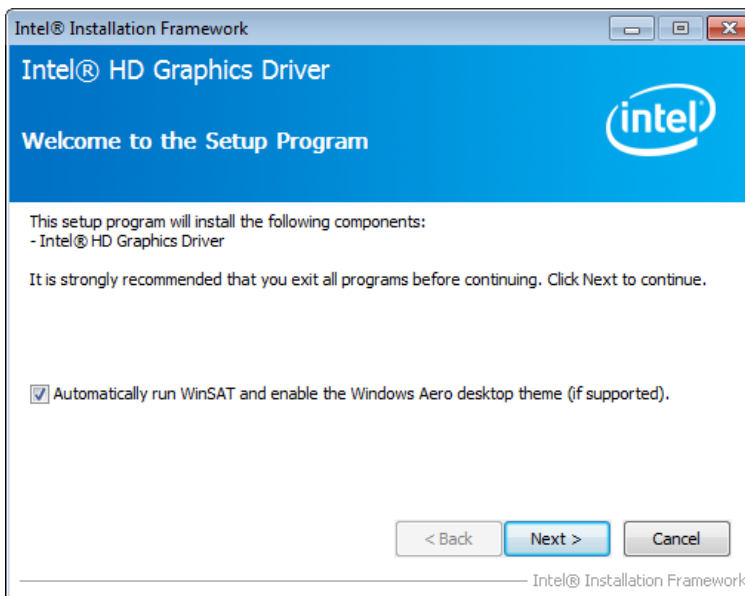 Intel® Installation Framework
Intel® HD Graphics Driver
Welcome to the Setup Program
intel
This setup program will install the following components:
- Intel® HD Graphics Driver
It is strongly recommended that you exit all programs before continuing. Click Next to continue.
Automatically run WinSAT and enable the Windows Aero desktop theme (if supported).
< Back Next > Cancel
Intel® Installation Framework